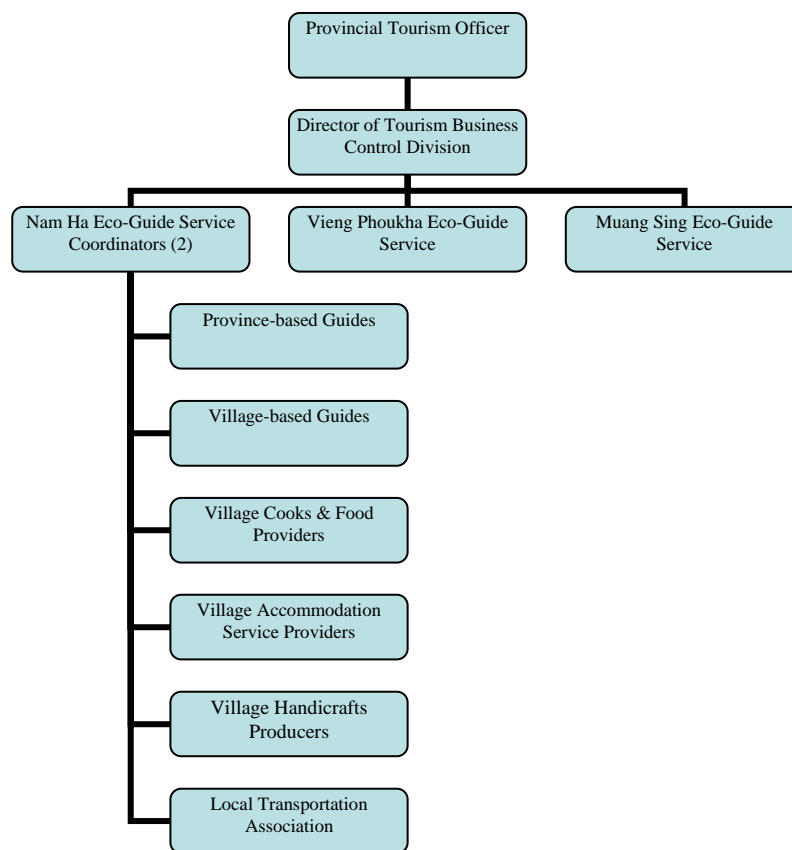 Provincial Tourism Officer
Director of Tourism Business
Control Division
Nam Ha Eco-Guide Service
Coordinators (2)
Vieng Phoukha Eco-Guide
Service
Muang Sing Eco-Guide
Service
Province-based Guides
Village-based Guides
Village Cooks & Food
Providers
Village Accommodation
Service Providers
Village Handicrafts
Producers
Local Transportation
Association